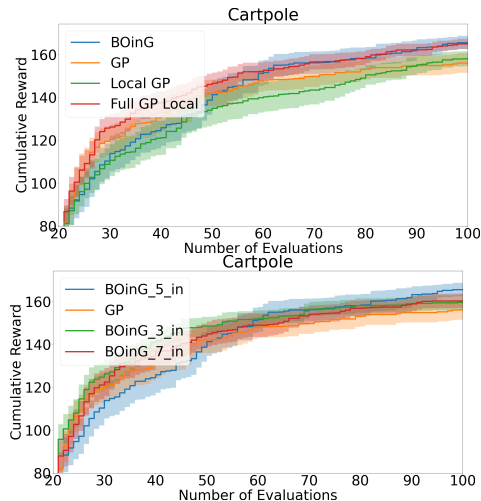 Cartpole
BOinG
GP
Local GP
Full GP Local
Cumulative Reward
160
140
120
100
80
20 30 40 50 60 70 80 90 100
Number of Evaluations
Cartpole
BOinG_5_in
GP
BOinG_3_in
BOinG_7_in
Cumulative Reward
160
140
120
100
80
20 30 40 50 60 70 80 90 100
Number of Evaluations